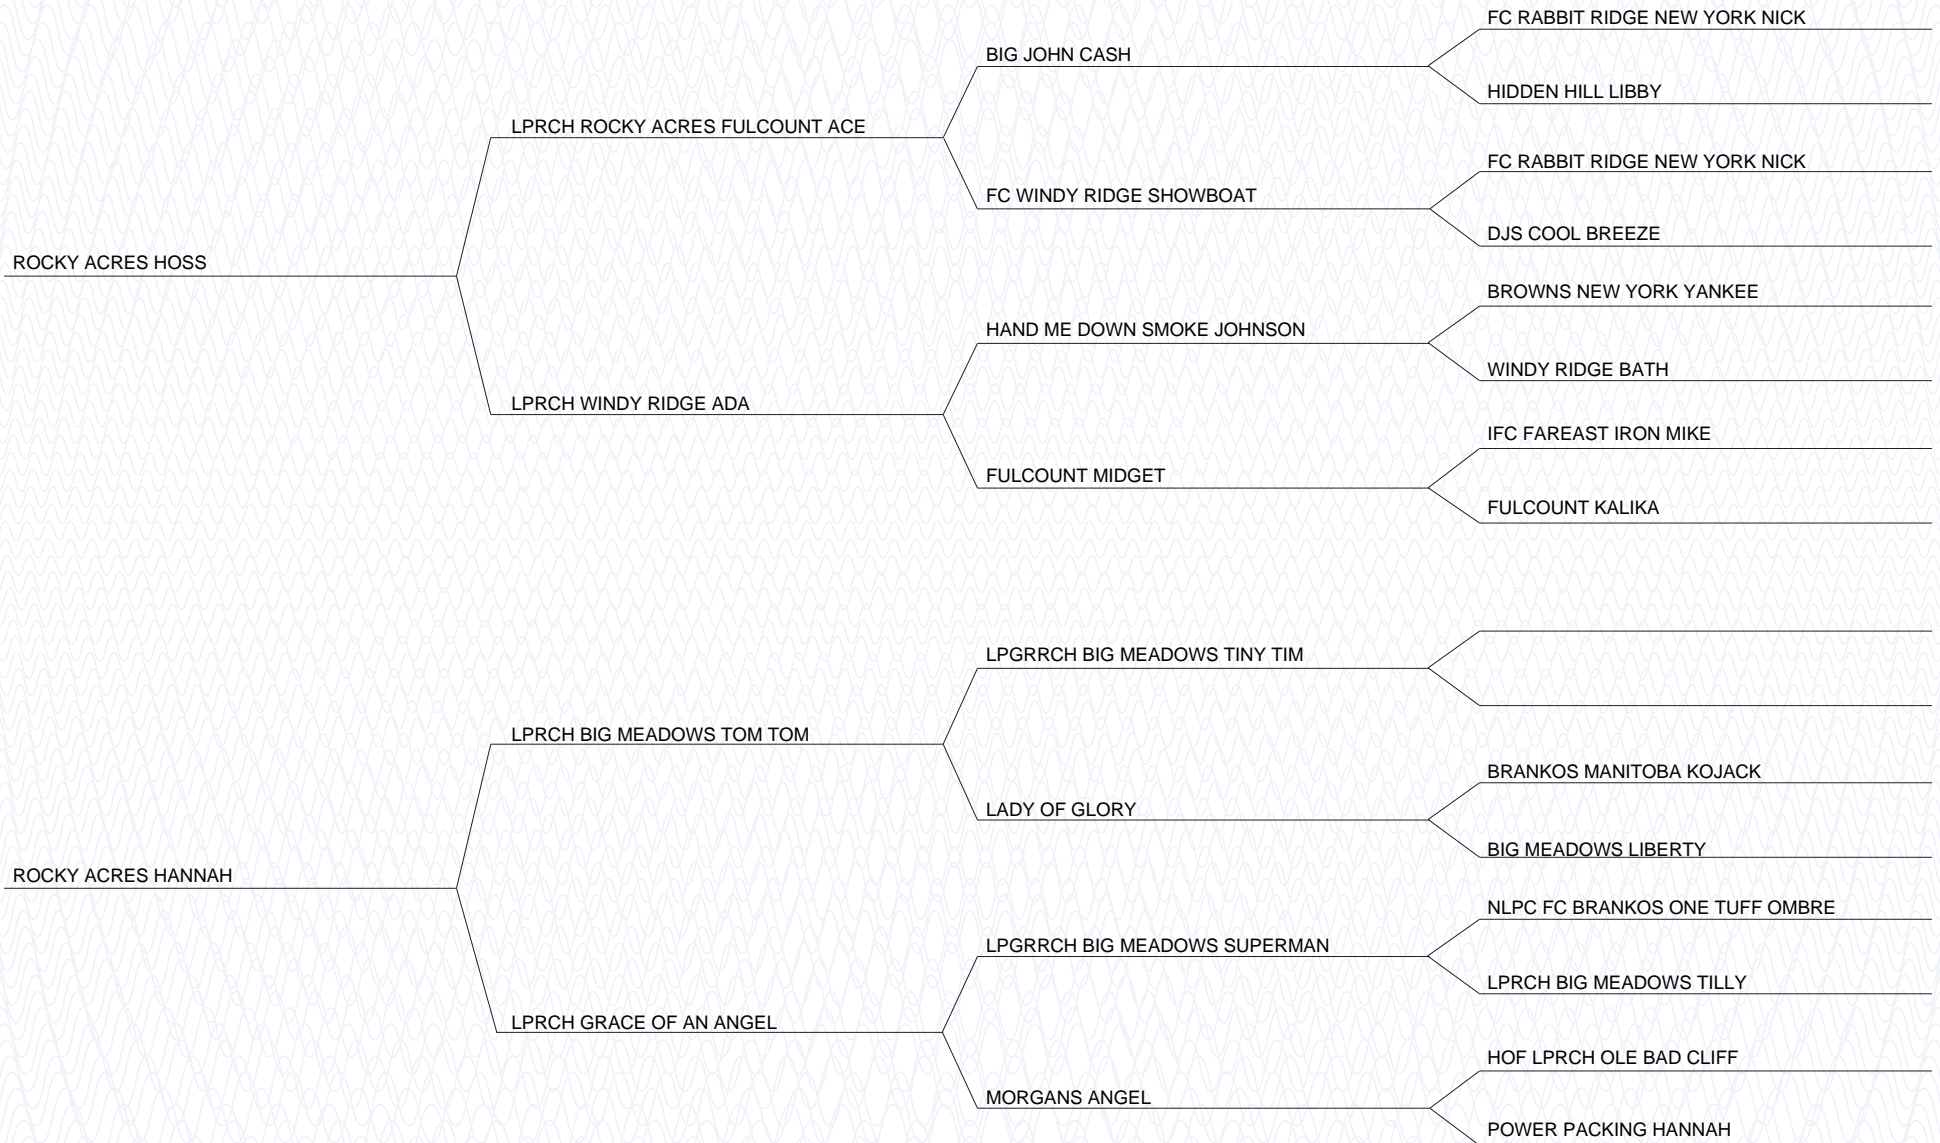 FC RABBIT RIDGE NEW YORK NICK
BIG JOHN CASH
HIDDEN HILL LIBBY
LPRCH ROCKY ACRES FULCOUNT ACE
FC RABBIT RIDGE NEW YORK NICK
FC WINDY RIDGE SHOWBOAT
DJS COOL BREEZE
ROCKY ACRES HOSS
BROWNS NEW YORK YANKEE
HAND ME DOWN SMOKE JOHNSON
WINDY RIDGE BATH
LPRCH WINDY RIDGE ADA
IFC FAREAST IRON MIKE
FULCOUNT MIDGET
FULCOUNT KALIKA
LPGRRCH BIG MEADOWS TINY TIM
LPRCH BIG MEADOWS TOM TOM
BRANKOS MANITOBA KOJACK
LADY OF GLORY
BIG MEADOWS LIBERTY
ROCKY ACRES HANNAH
NLPC FC BRANKOS ONE TUFF OMBRE
LPGRRCH BIG MEADOWS SUPERMAN
LPRCH BIG MEADOWS TILLY
LPRCH GRACE OF AN ANGEL
HOF LPRCH OLE BAD CLIFF
MORGANS ANGEL
POWER PACKING HANNAH